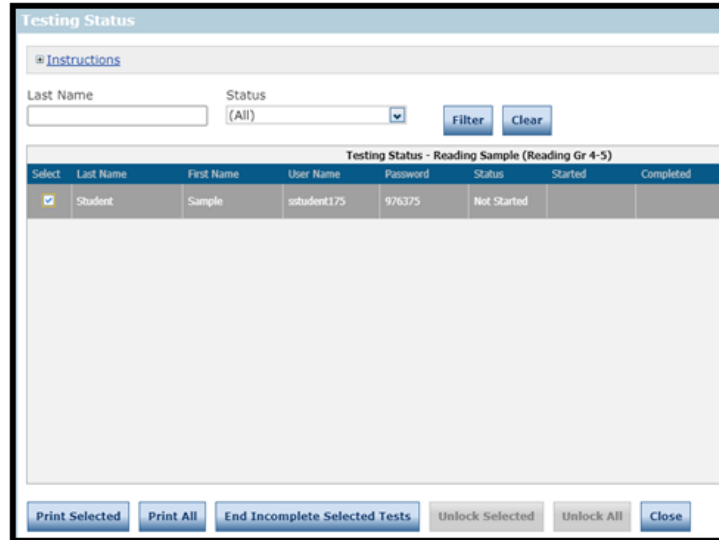 Testing Status
Instructions
Last Name Status
(All)
Filter Clear
Testing Status - Reading Sample (Reading Gr 4-5)
Select Last Name First Name User Name Password Status Started Completed
Student Sample sstudent175 976375 Not Started
Print Selected Print All End Incomplete Selected Tests Unlock Selected Unlock All Close